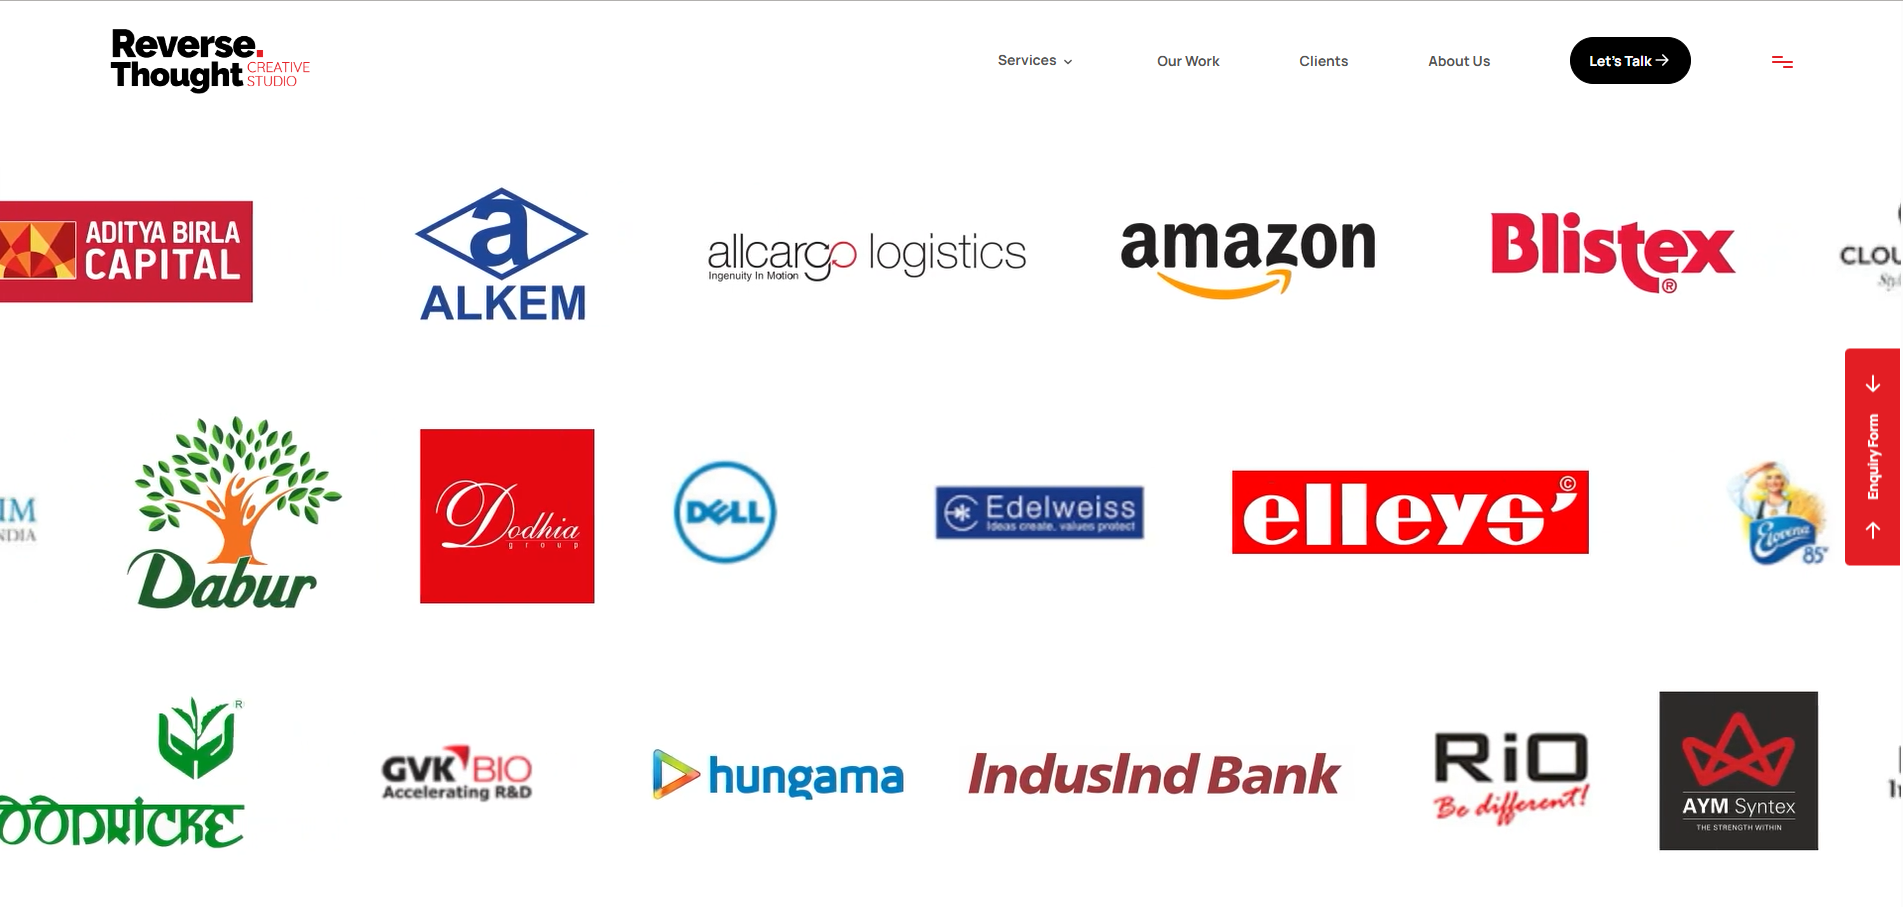 Reverse.
Thought CREATIVE STUDIO
Services
Our Work
Clients
About Us
Let's Talk
ADITYA BIRLA
CAPITAL
a
ALKEM
allcargo logistics
Ingenuity In Motion
amazon
Blistex
®
CLOU
Enquiry Form
IM
NDIA
Dabur
Dodhia
group
DELL
Edelweiss
Ideas create, values protect
elleys'
©
Elovena
85
R
OODRICKE
GVK BIO
Accelerating R&D
hungama
IndusInd Bank
RiO
Be different!
AYM Syntex
THE STRENGTH WITHIN